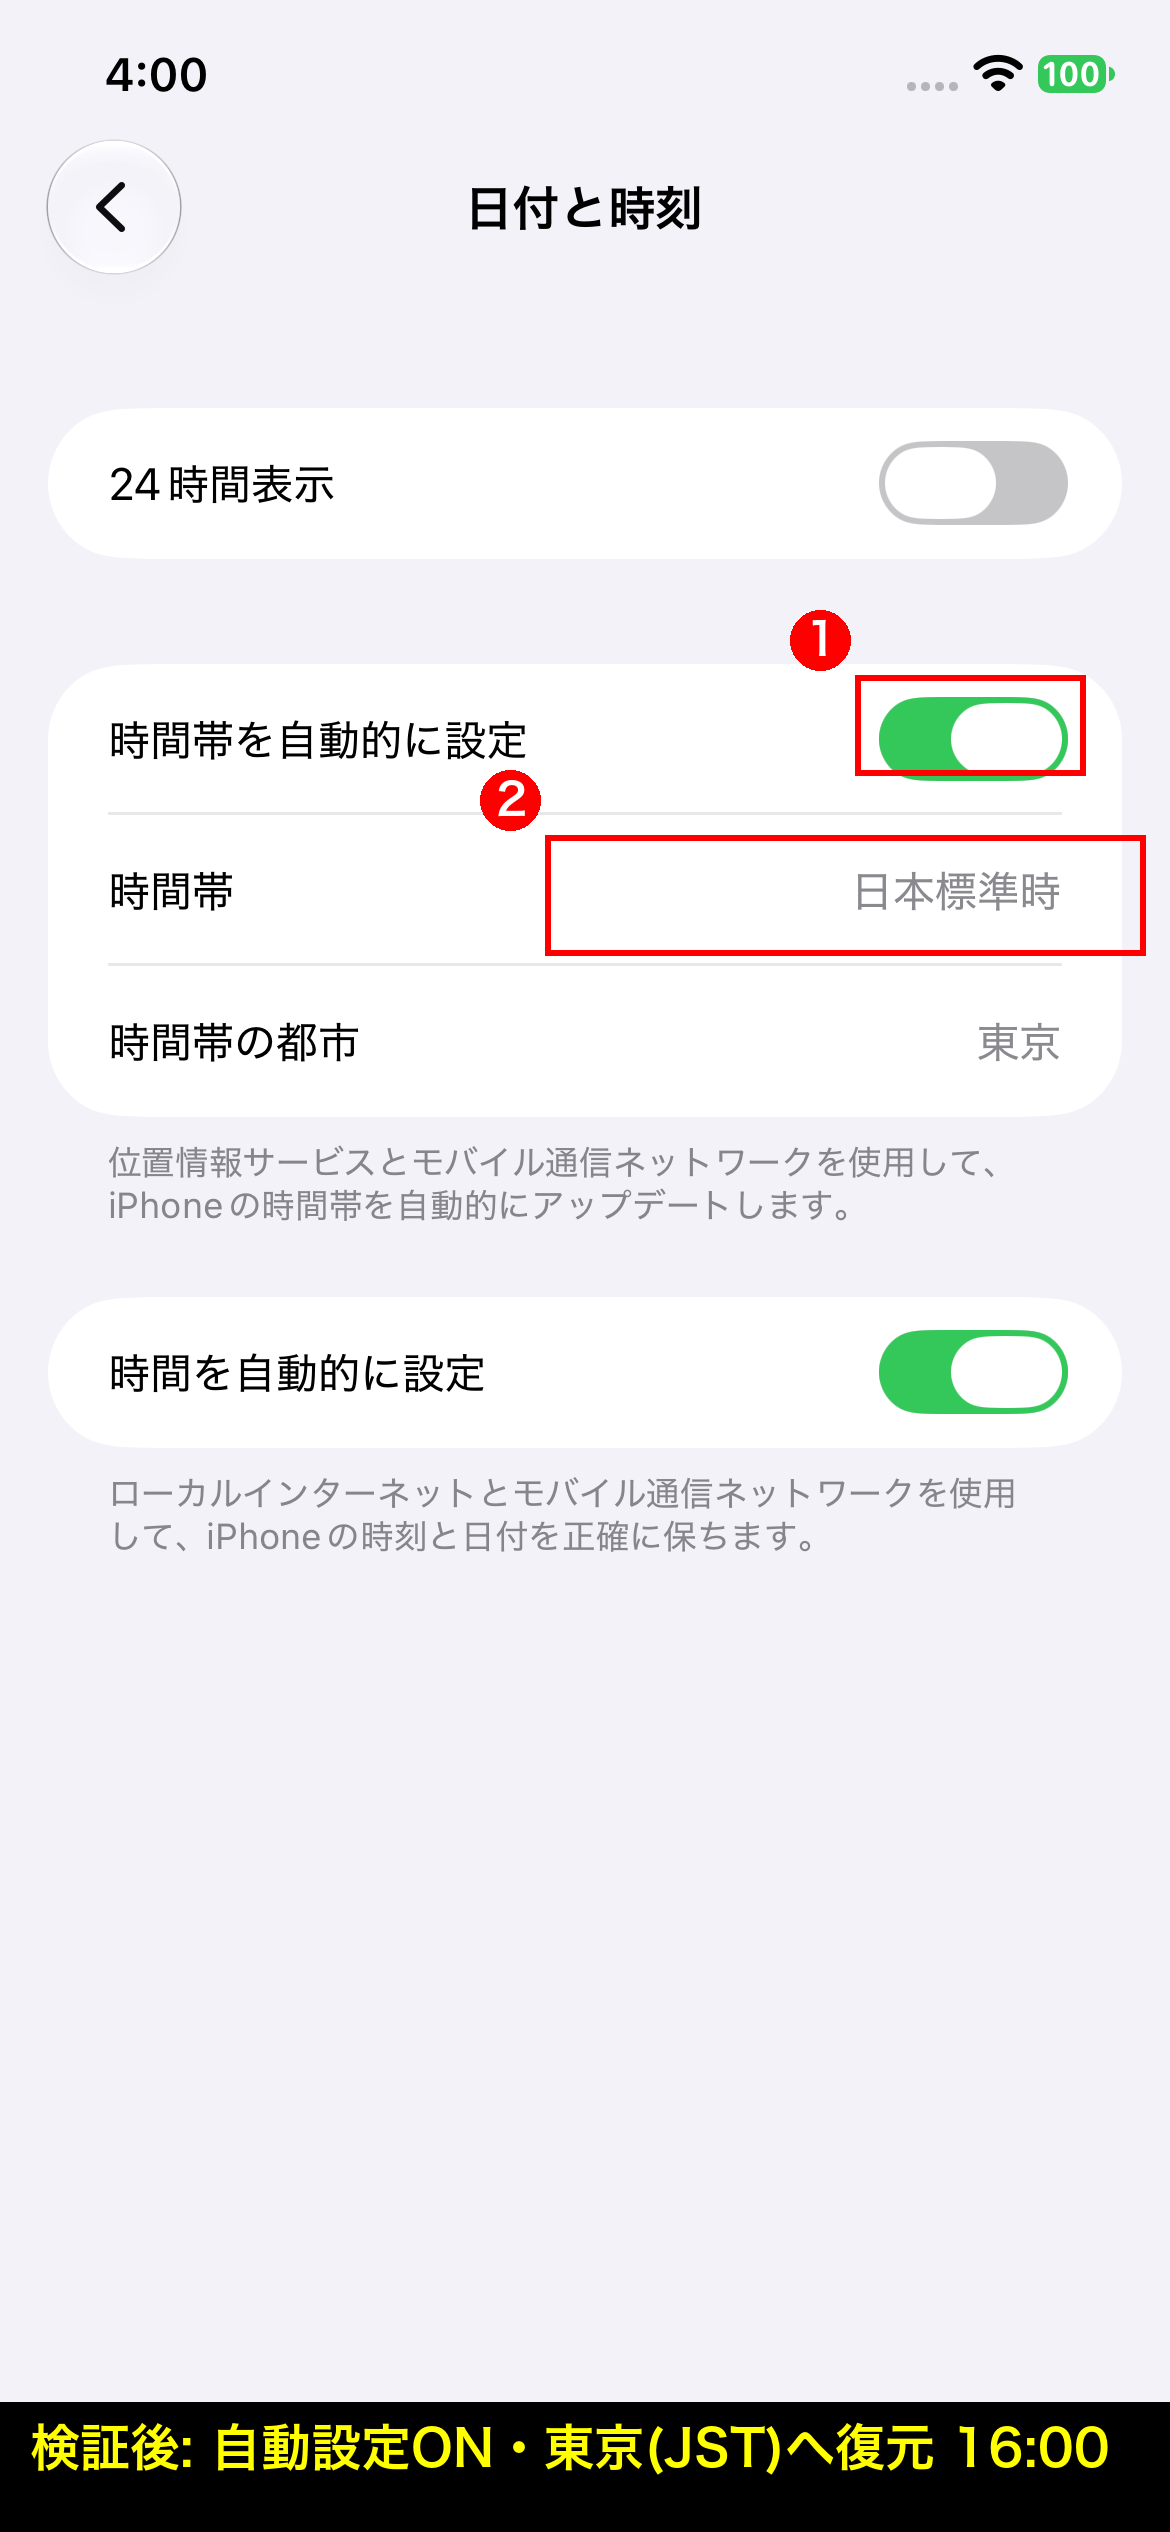 4:00
100
日付と時刻
24時間表示
1
時間帯を自動的に設定
2
時間帯 日本標準時
時間帯の都市 東京
位置情報サービスとモバイル通信ネットワークを使用して、
iPhoneの時間帯を自動的にアップデートします。
時間を自動的に設定
ローカルインターネットとモバイル通信ネットワークを使用
して、iPhoneの時刻と日付を正確に保ちます。
検証後: 自動設定ON・東京(JST)へ復元 16:00